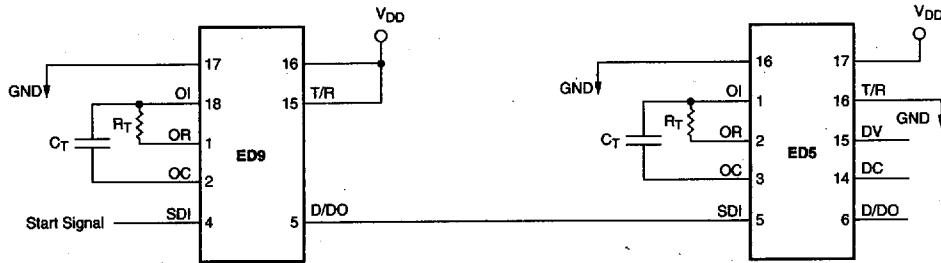 VDD VDD
17 16 16 17
GND GND
OI T/R OI T/R
18 15 1 16
RT RT GND
OR OR DV
CT 1 ED9 CT 2 ED5 15
OC OC DC
2 3 14
Start Signal SDI D/DO SDI D/DO
4 5 5 6